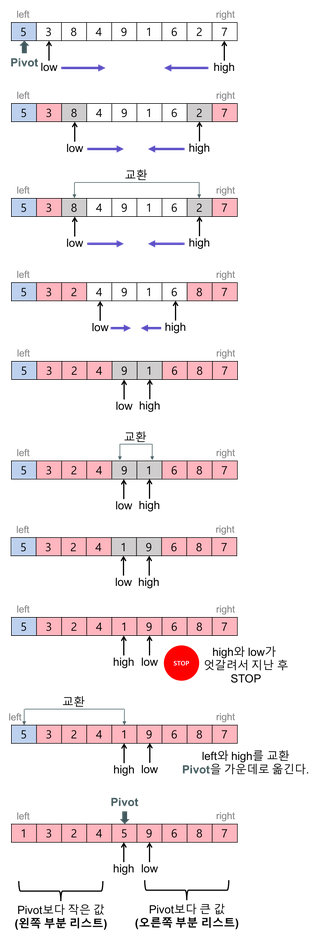 left right
5 3 8 4 9 1 6 2 7
Pivot low high
left right
5 3 8 4 9 1 6 2 7
low high
교환
left right
5 3 8 4 9 1 6 2 7
low high
left right
5 3 2 4 9 1 6 8 7
low high
left right
5 3 2 4 9 1 6 8 7
low high
교환
left right
5 3 2 4 9 1 6 8 7
low high
left right
5 3 2 4 1 9 6 8 7
low high
left right
5 3 2 4 1 9 6 8 7
high low
STOP
high와 low가
엇갈려서 지난 후
STOP
교환
left right
5 3 2 4 1 9 6 8 7
high low
left와 high를 교환
Pivot을 가운데로 옮긴다.
Pivot
left right
1 3 2 4 5 9 6 8 7
high low
Pivot보다 작은 값
(왼쪽 부분 리스트)
Pivot보다 큰 값
(오른쪽 부분 리스트)